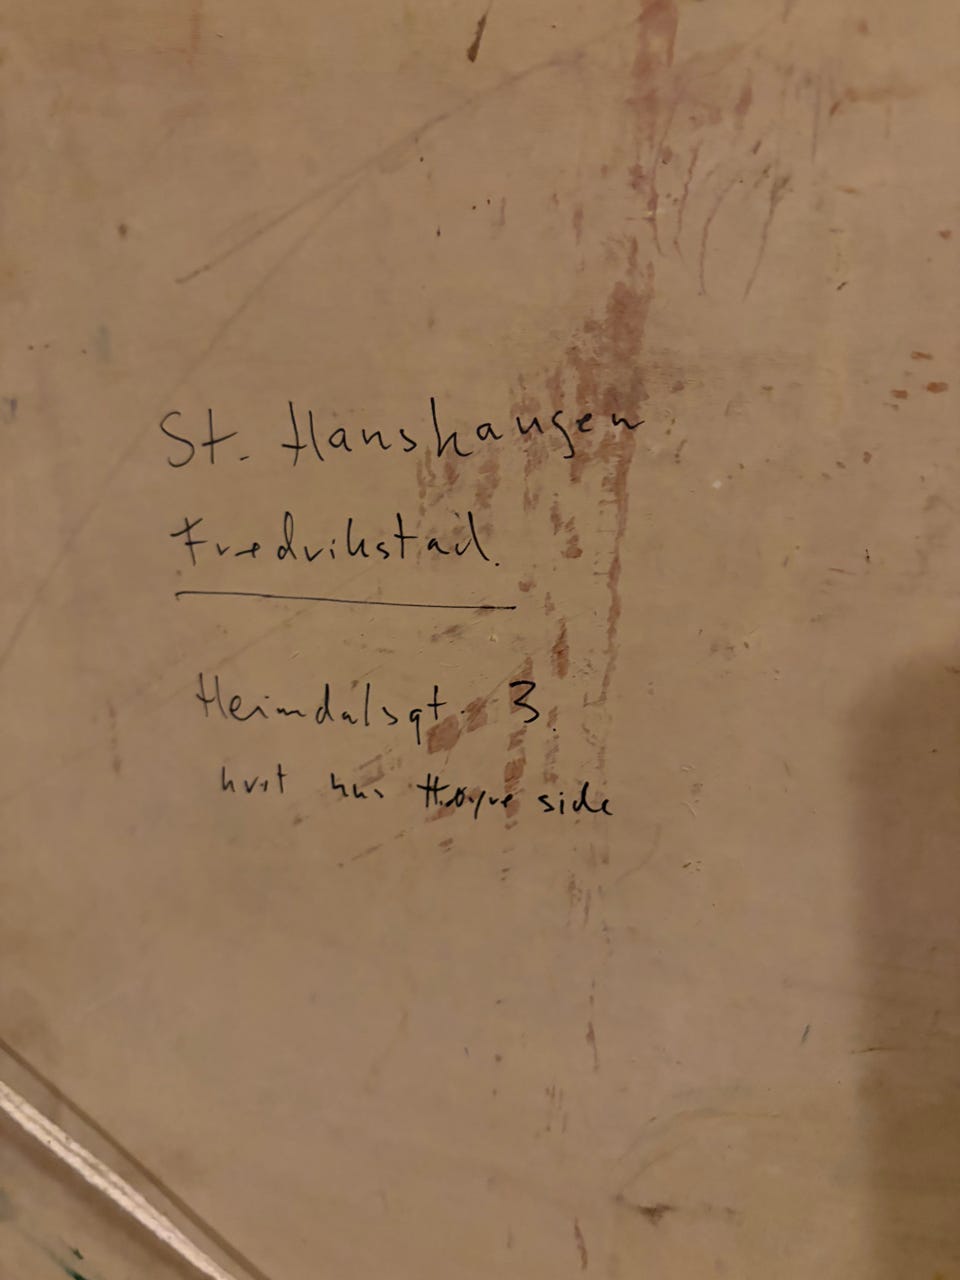 St. Hanshaugen
Fredrikstad.
Heimdalsgt. 3.
hvit hus Høyre side